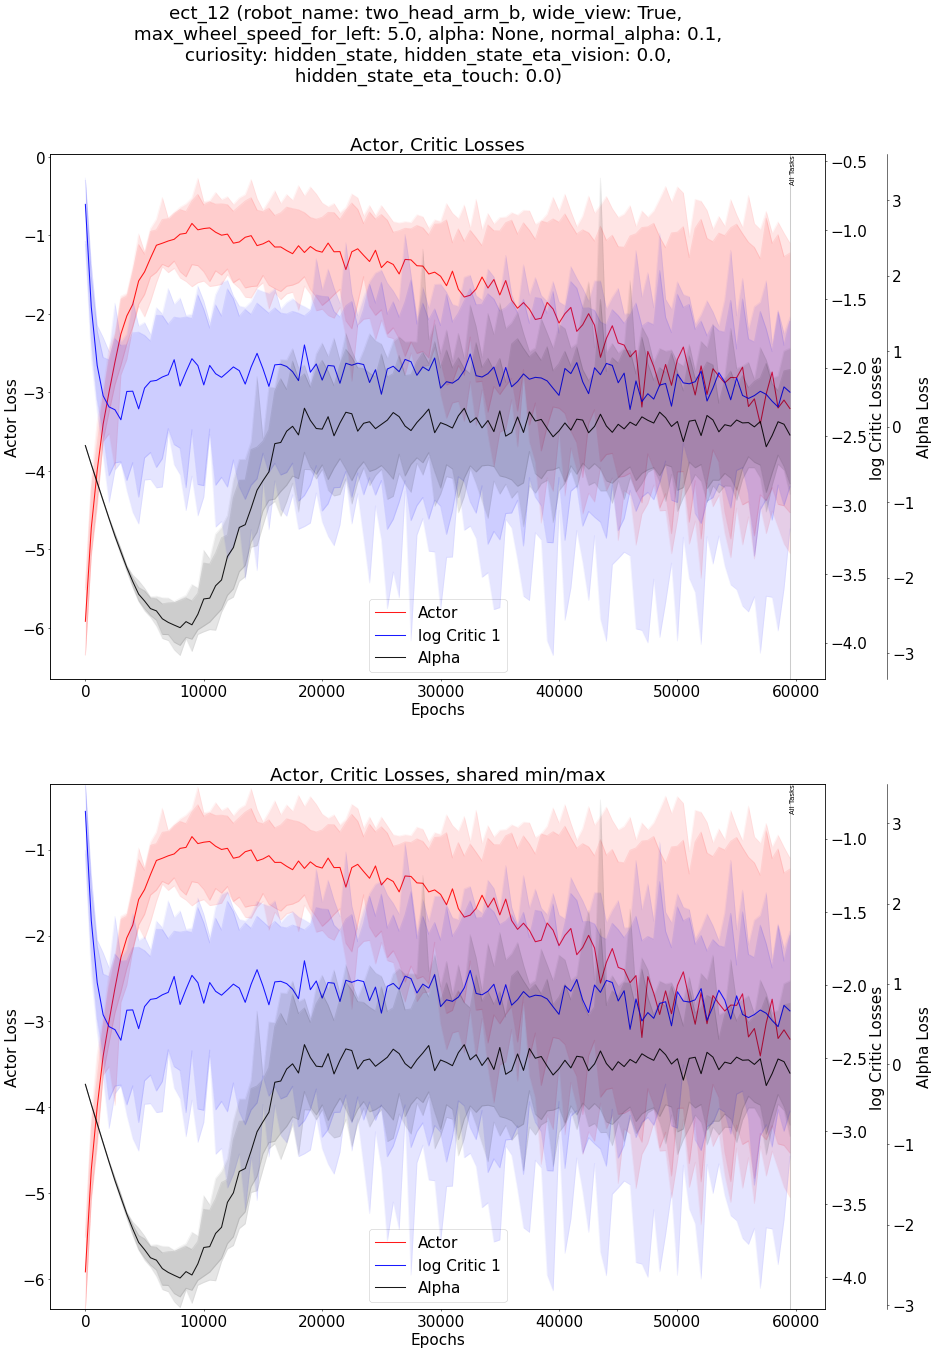 ect_12 (robot_name: two_head_arm_b, wide_view: True,
max_wheel_speed_for_left: 5.0, alpha: None, normal_alpha: 0.1,
curiosity: hidden_state, hidden_state_eta_vision: 0.0,
hidden_state_eta_touch: 0.0)
Actor, Critic Losses
All Tasks
0
−1
−2
−3
−4
−5
−6
Actor Loss
−0.5
−1.0
−1.5
−2.0
−2.5
−3.0
−3.5
−4.0
log Critic Losses
3
2
1
0
−1
−2
−3
Alpha Loss
Actor
log Critic 1
Alpha
0 10000 20000 30000 40000 50000 60000
Epochs
Actor, Critic Losses, shared min/max
All Tasks
−1
−2
−3
−4
−5
−6
Actor Loss
−1.0
−1.5
−2.0
−2.5
−3.0
−3.5
−4.0
log Critic Losses
3
2
1
0
−1
−2
−3
Alpha Loss
Actor
log Critic 1
Alpha
0 10000 20000 30000 40000 50000 60000
Epochs